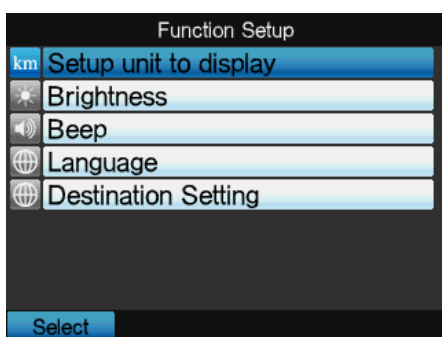 Function Setup
km Setup unit to display
Brightness
Beep
Language
Destination Setting
Select